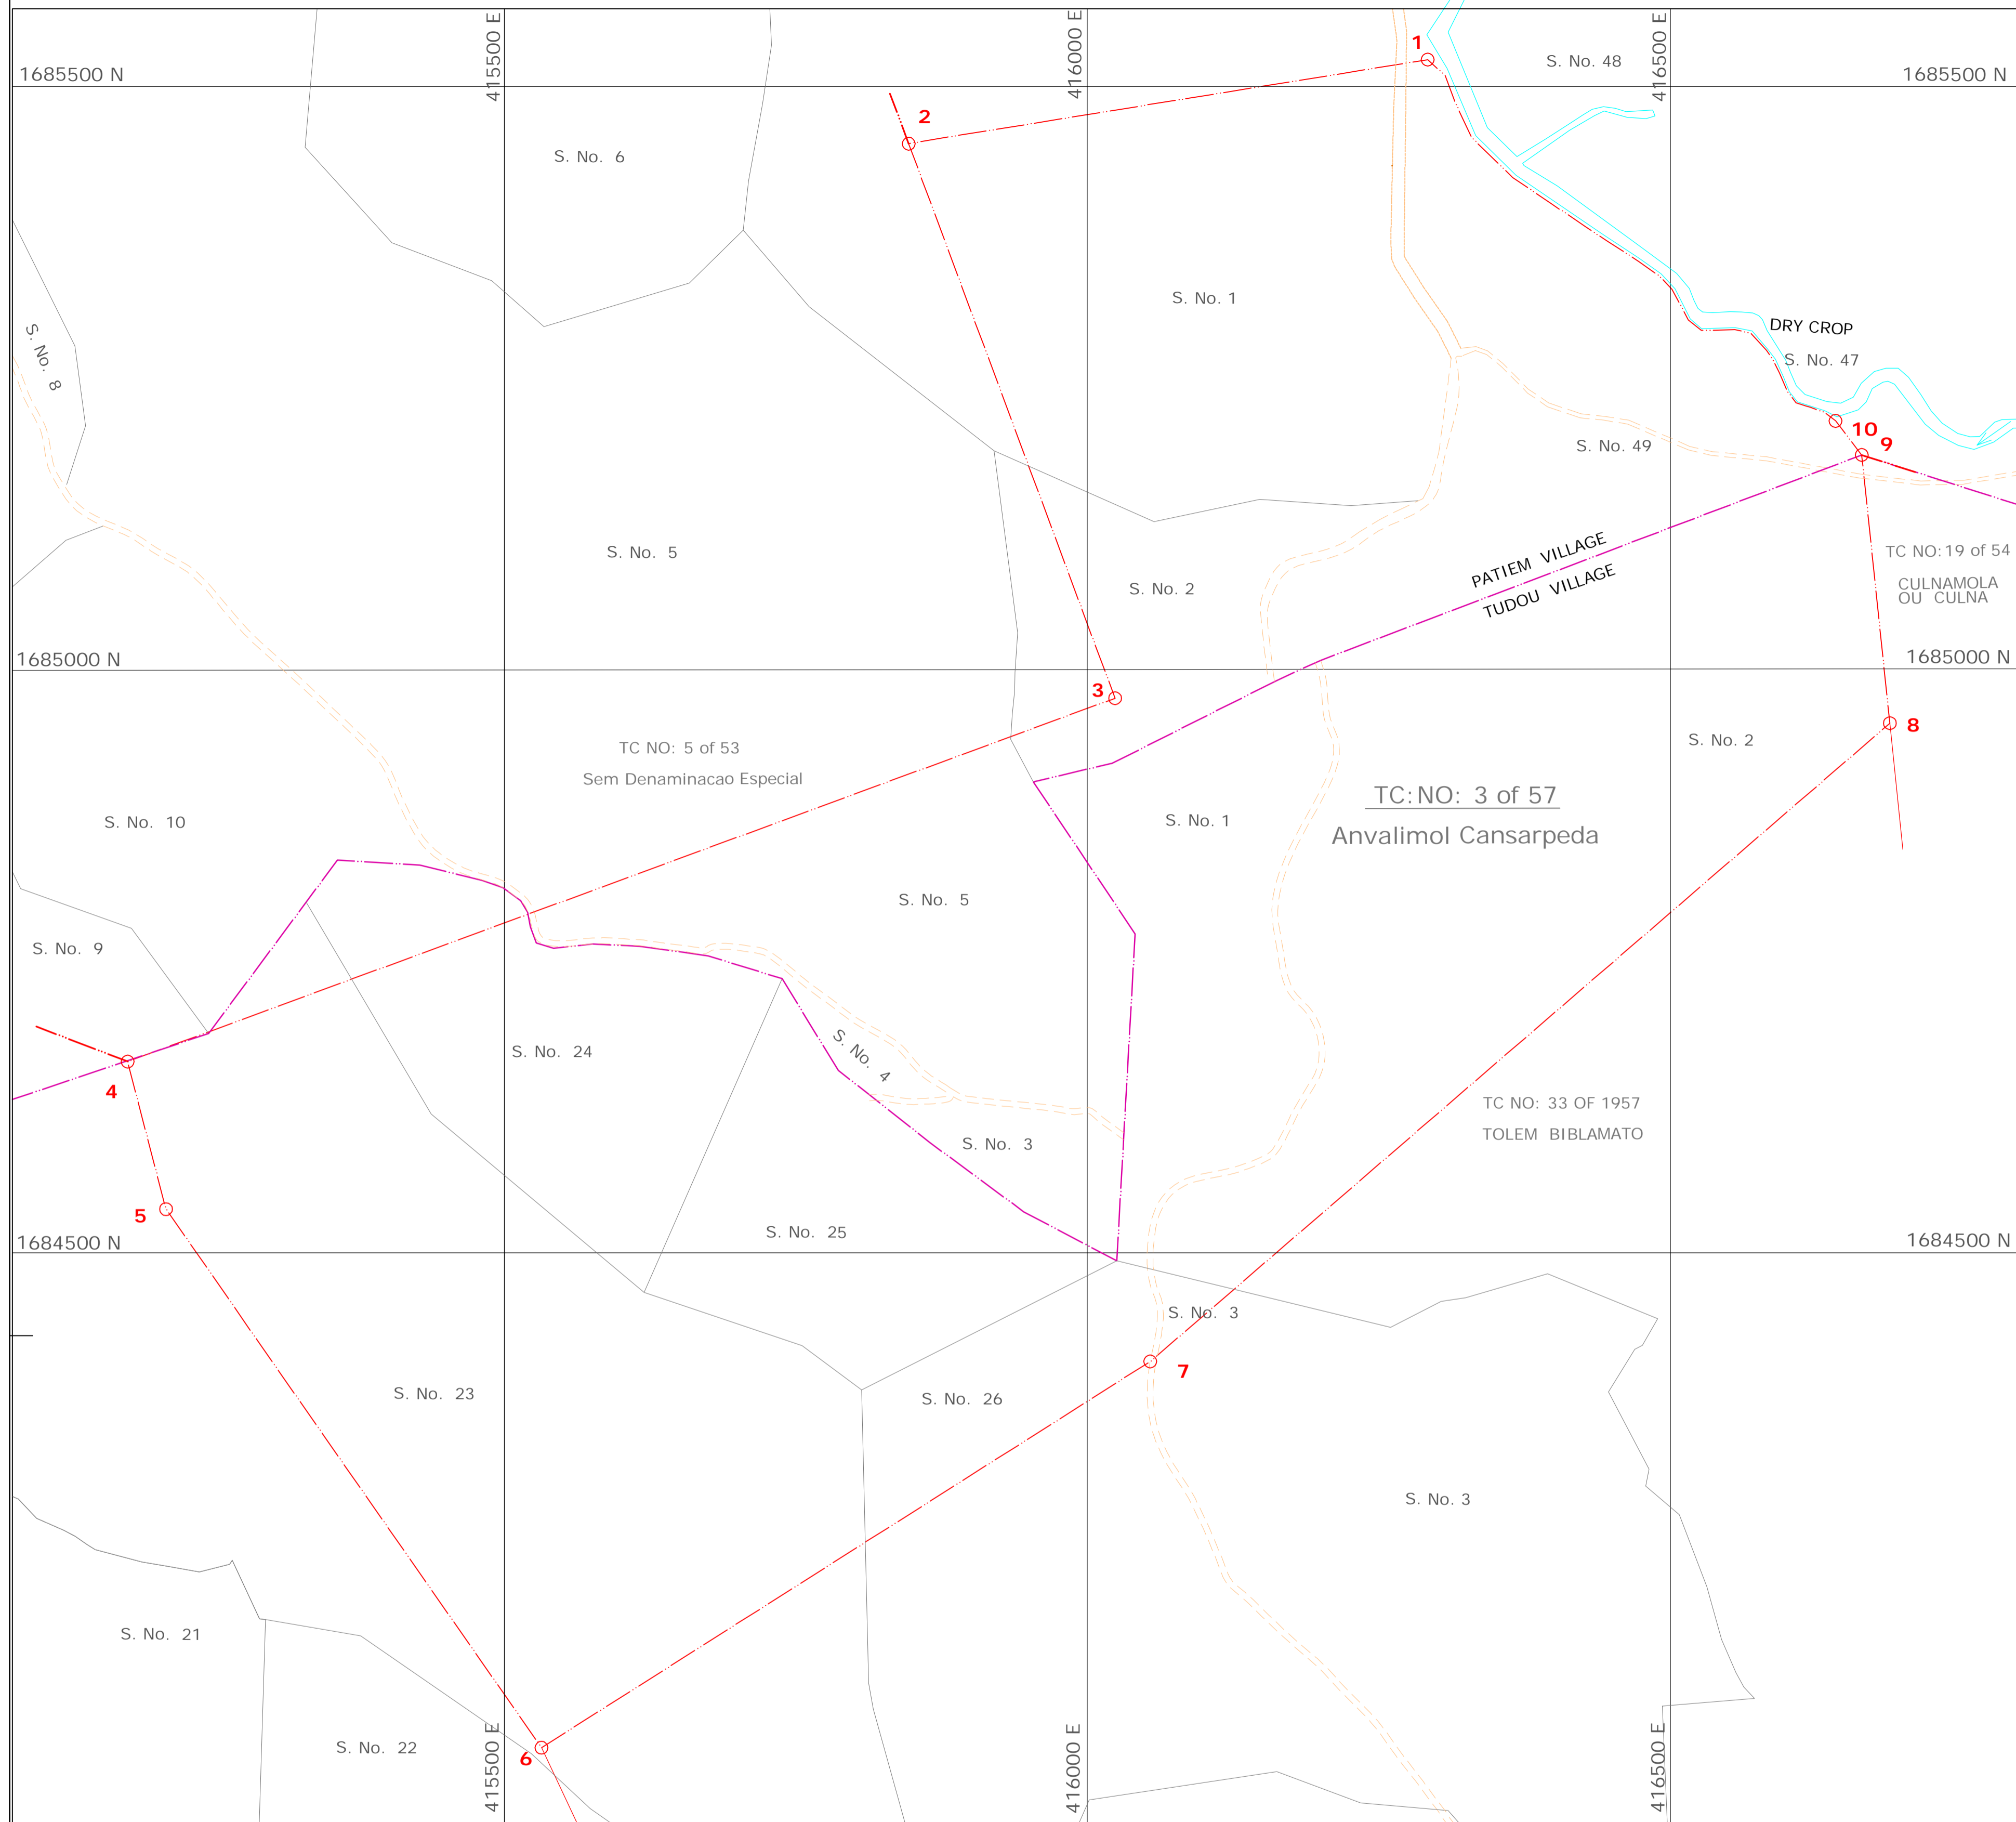 415500 E
416000 E
416500 E
1
S. No. 48
1685500 N
1685500 N
2
S. No. 6
S. No. 1
DRY CROP
S. No. 8
S. No. 47
10
9
S. No. 49
S. No. 5
PATIEM VILLAGE
TUDOU VILLAGE
TC NO: 19 of 54
CULNAMOLA
OU CULNA
S. No. 2
1685000 N
1685000 N
3
8
TC NO: 5 of 53
Sem Denaminacao Especial
S. No. 2
TC:NO: 3 of 57
Anvalimol Cansarpeda
S. No. 10
S. No. 1
S. No. 5
S. No. 9
S. No. 24
S. No. 4
4
TC NO: 33 OF 1957
TOLEM BIBLAMATO
S. No. 3
5
S. No. 25
1684500 N
1684500 N
S. No. 3
7
S. No. 23
S. No. 26
S. No. 3
S. No. 21
S. No. 22
6
415500 E
416000 E
416500 E